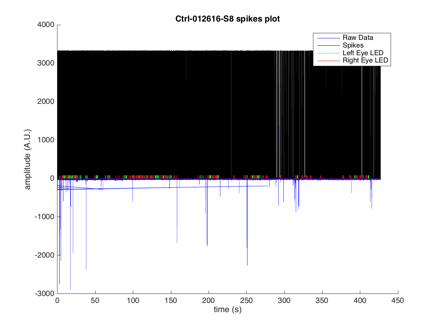 Ctrl-012616-S8 spikes plot
4000
3000
2000
1000
0
-1000
-2000
-3000
amplitude (A.U.)
Raw Data
Spikes
Left Eye LED
Right Eye LED
0 50 100 150 200 250 300 350 400 450
time (s)